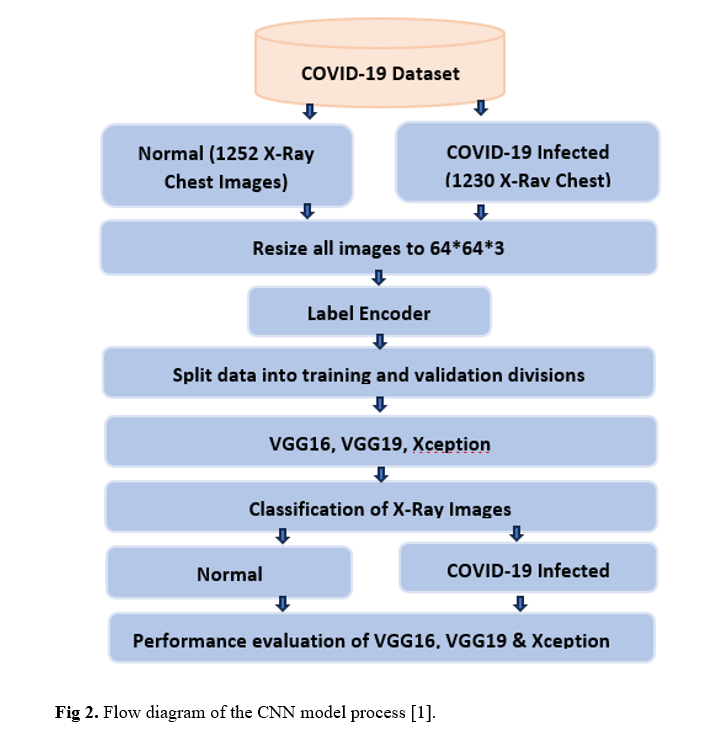 COVID-19 Dataset
Normal (1252 X-Ray
Chest Images)
COVID-19 Infected
(1230 X-Ray Chest)
Resize all images to 64*64*3
Label Encoder
Split data into training and validation divisions
VGG16, VGG19, Xception
Classification of X-Ray Images
Normal
COVID-19 Infected
Performance evaluation of VGG16, VGG19 & Xception
Fig 2. Flow diagram of the CNN model process [1].